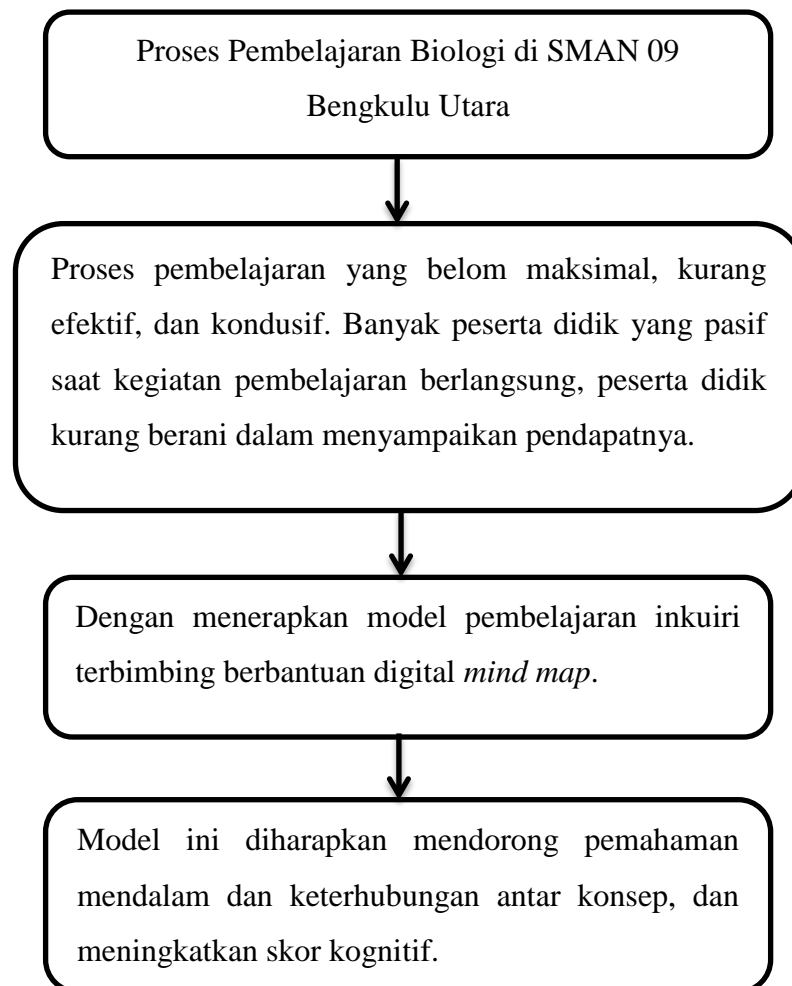 Proses Pembelajaran Biologi di SMAN 09
Bengkulu Utara
Proses pembelajaran yang belom maksimal, kurang
efektif, dan kondusif. Banyak peserta didik yang pasif
saat kegiatan pembelajaran berlangsung, peserta didik
kurang berani dalam menyampaikan pendapatnya.
Dengan menerapkan model pembelajaran inkuiri
terbimbing berbantuan digital mind map.
Model ini diharapkan mendorong pemahaman
mendalam dan keterhubungan antar konsep, dan
meningkatkan skor kognitif.